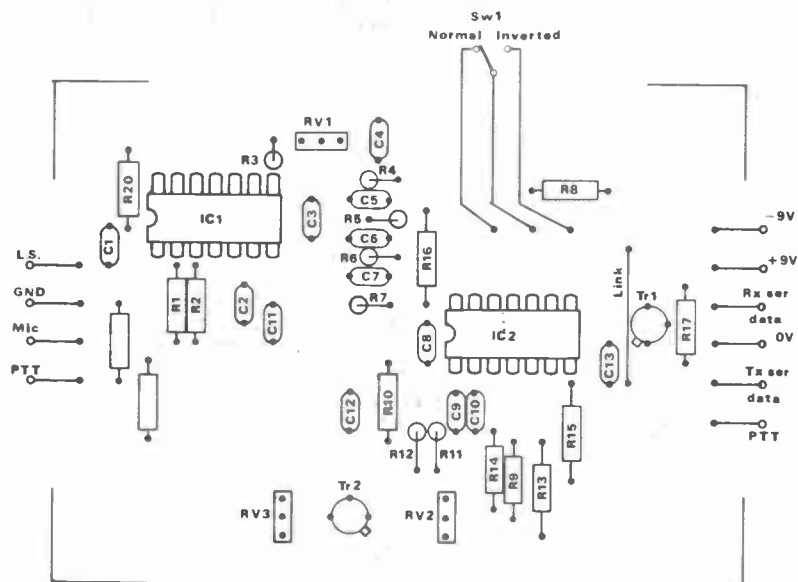 Sw1
Normal Inverted
RV1
C4
R3
R4
R20
C5
R8
IC1
C3
R5
-9V
C1
C6
R16
L.S.
R6
+9V
C7
Link
GND
R1
R2
C2
R7
Tr1
Rx ser
data
C11
R17
Mic
C8
IC2
0V
C13
PTT
Tx ser
data
C12
R10
C9
C10
R15
PTT
R12
R11
R14
R9
R13
Tr2
RV3
RV2